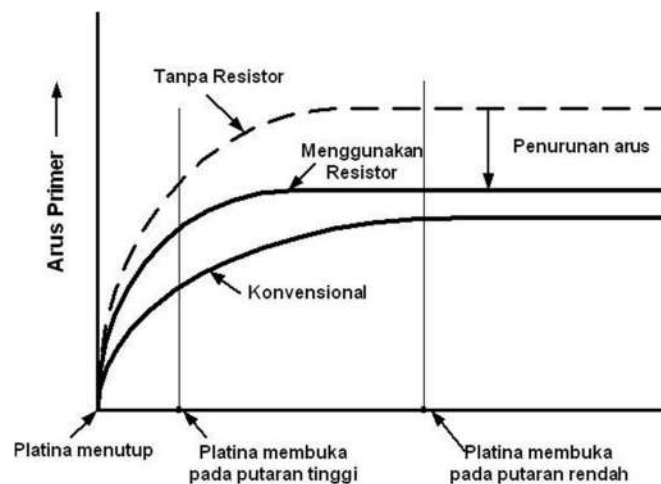 Tanpa Resistor
Arus Primer
Menggunakan
Resistor
Penurunan arus
Konvensional
Platina menutup
Platina membuka
pada putaran tinggi
Platina membuka
pada putaran rendah